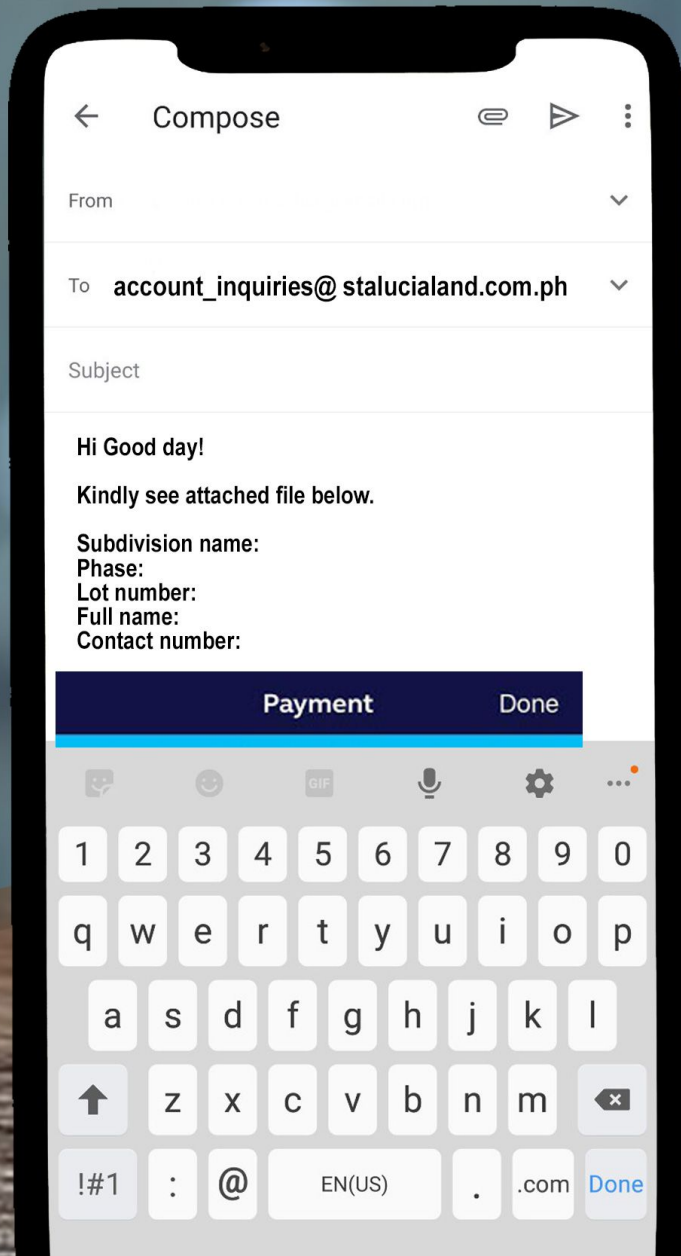 Compose
From
To account_inquiries@ stalucialand.com.ph
Subject
Hi Good day!
Kindly see attached file below.
Subdivision name:
Phase:
Lot number:
Full name:
Contact number:
Payment Done
GIF
1 2 3 4 5 6 7 8 9 0
q w e r t y u i o p
a s d f g h j k l
z x c v b n m
!#1 : @ EN(US) . .com Done